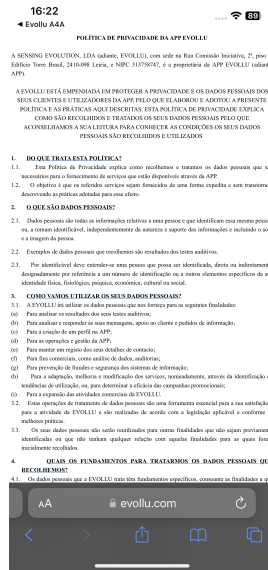 16:22
89
◄ Evollu A4A
POLÍTICA DE PRIVACIDADE DA APP EVOLLU
A SENSING EVOLUTION, LDA (adiante, EVOLLU), com sede na Rua Comissão Iniciativa, 2º, piso
Edifício Torre Brasil, 2410-098 Leiria, e NIPC 513758747, é a proprietária da APP EVOLLU (adiant
APP).
A EVOLLU ESTÁ EMPENHADA EM PROTEGER A PRIVACIDADE E OS DADOS PESSOAIS DOS
SEUS CLIENTES E UTILIZADORES DA APP, PELO QUE ELABOROU E ADOTOU A PRESENTE
POLÍTICA E AS PRÁTICAS AQUI DESCRITAS. ESTA POLÍTICA DE PRIVACIDADE EXPLICA
COMO SÃO RECOLHIDOS E TRATADOS OS SEUS DADOS PESSOAIS PELO QUE
ACONSELHAMOS A SUA LEITURA PARA CONHECER AS CONDIÇÕES OS SEUS DADOS
PESSOAIS SÃO RECOLHIDOS E UTILIZADOS.
1. DO QUE TRATA ESTA POLÍTICA?
1.1. Esta Política de Privacidade explica como recolhemos e tratamos os dados pessoais que s
necessários para o fornecimento de serviços que estão disponíveis através da APP.
1.2. O objetivo é que os referidos serviços sejam fornecidos de uma forma expedita e sem transtorno
descrevendo as práticas adotadas para esse efeito.
2. O QUE SÃO DADOS PESSOAIS?
2.1. Dados pessoais são todas as informações relativas a uma pessoa e que identificam essa mesma pesso
ou, a tornam identificável, independentemente da natureza e suporte das informações e incluindo o so
e a imagem da pessoa.
2.2. Exemplos de dados pessoais que recolhemos são resultados dos testes auditivos.
2.1. Por identificável deve entender-se uma pessoa que possa ser identificada, direta ou indiretament
designadamente por referência a um número de identificação ou a outros elementos específicos da s
identidade física, fisiológica, psíquica, económica, cultural ou social.
3. COMO VAMOS UTILIZAR OS SEUS DADOS PESSOAIS?
3.1. A EVOLLU irá utilizar os dados pessoais que nos forneça para as seguintes finalidades:
(a) Para analisar os resultados dos seus testes auditivos;
(b) Para analisar e responder às suas mensagens, apoio ao cliente e pedidos de informação;
(c) Para a criação de um perfil na APP;
(d) Para as operações e gestão da APP;
(e) Para manter um registo dos seus detalhes de contacto;
(f) Para fins comerciais, como análise de dados, auditorias;
(g) Para prevenção de fraudes e segurança dos sistemas de informação;
(h) Para a adaptação, melhoria e modificação dos serviços, nomeadamente, através da identificação
tendências de utilização, ou, para determinar a eficácia das campanhas promocionais;
(i) Para a expansão das atividades comerciais da EVOLLU.
3.2. Estas operações de tratamento de dados pessoais são uma ferramenta essencial para a sua satisfação
para a atividade da EVOLLU e são realizadas de acordo com a legislação aplicável e conforme
melhores práticas.
3.3. Os seus dados pessoais não serão reutilizados para outras finalidades que não sejam previamen
identificadas ou que não tenham qualquer relação com aquelas finalidades para as quais fora
inicialmente recolhidos.
4. QUAIS OS FUNDAMENTOS PARA TRATARMOS OS DADOS PESSOAIS QU
RECOLHEMOS?
4.1. Os dados pessoais que a EVOLLU trata têm fundamentos específicos, consoante as finalidades a q
AA
evollu.com